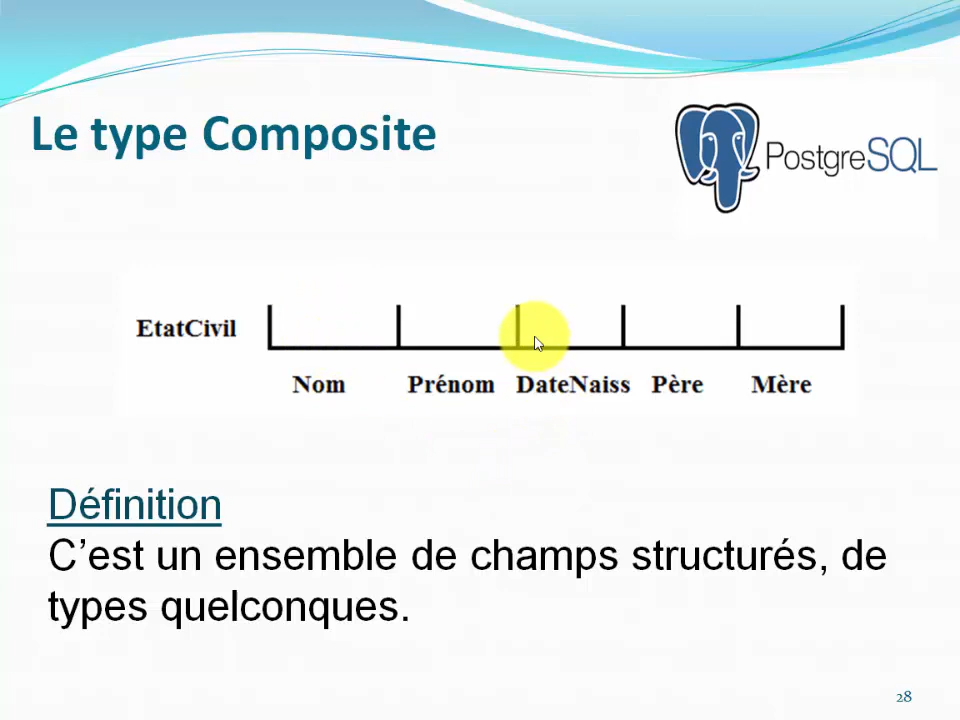 Le type Composite
PostgreSQL
EtatCivil
Nom Prénom DateNaiss Père Mère
Définition
C’est un ensemble de champs structurés, de
types quelconques.
28